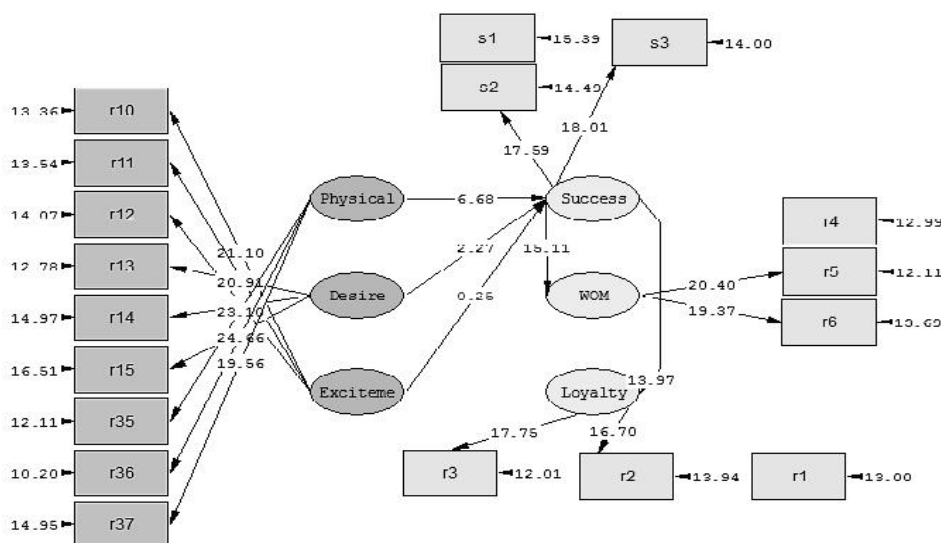 s1 15.39
s3 14.00
s2 14.49
13.36 r10
18.01
17.59
13.54 r11
Physical 6.68 Success
14.07 r12
r4 12.99
21.10
2.27 15.11
12.78 r13
20.91
20.40 r5 12.11
Desire WOM
0.25
14.97 r14
23.10
19.37 r6 13.69
24.66
16.51 r15
19.56
13.97
Exciteme Loyalty
12.11 r35
17.75 16.70
10.20 r36
r3 12.01
r2 13.94
r1 13.00
14.95 r37